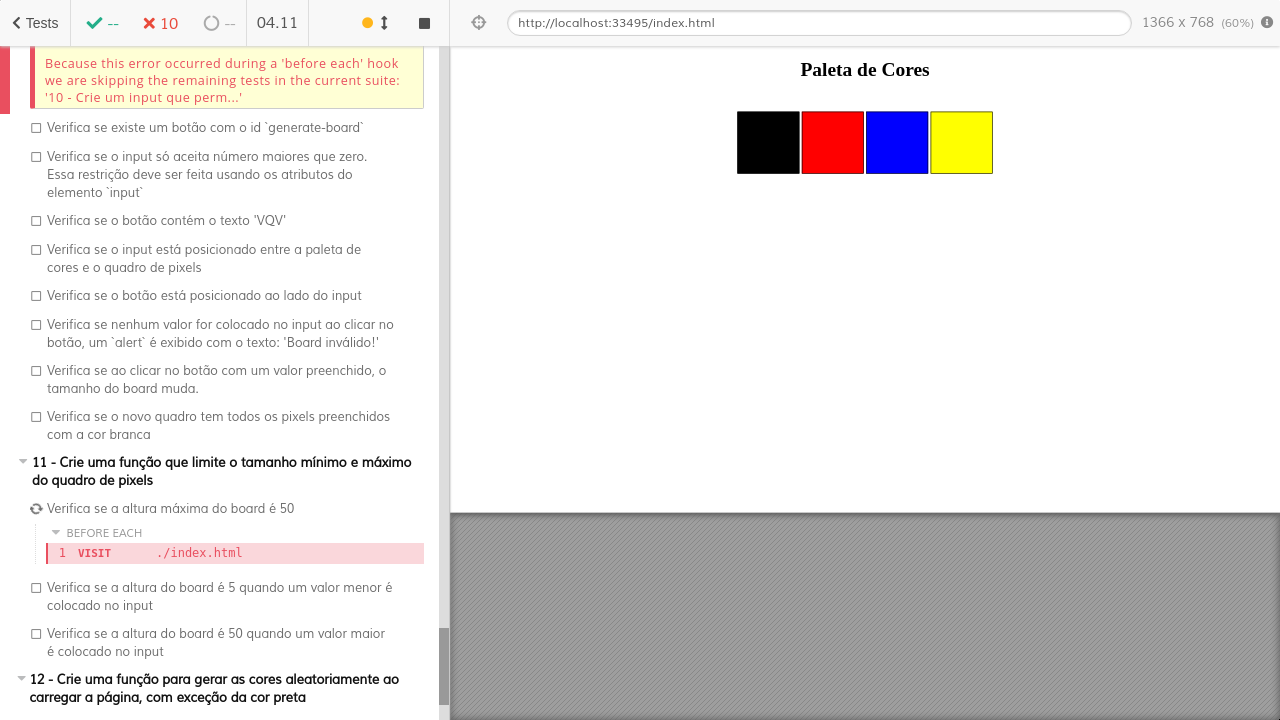 Tests
--
10
--
04.11
http://localhost:33495/index.html
1366 x 768 (60%)
Because this error occurred during a 'before each' hook
we are skipping the remaining tests in the current suite:
'10 - Crie um input que perm...'
Verifica se existe um botão com o id `generate-board`
Verifica se o input só aceita número maiores que zero.
Essa restrição deve ser feita usando os atributos do
elemento `input`
Verifica se o botão contém o texto 'VQV'
Verifica se o input está posicionado entre a paleta de
cores e o quadro de pixels
Verifica se o botão está posicionado ao lado do input
Verifica se nenhum valor for colocado no input ao clicar no
botão, um `alert` é exibido com o texto: 'Board inválido!'
Verifica se ao clicar no botão com um valor preenchido, o
tamanho do board muda.
Verifica se o novo quadro tem todos os pixels preenchidos
com a cor branca
11 - Crie uma função que limite o tamanho mínimo e máximo
do quadro de pixels
Verifica se a altura máxima do board é 50
BEFORE EACH
1 VISIT ./index.html
Verifica se a altura do board é 5 quando um valor menor é
colocado no input
Verifica se a altura do board é 50 quando um valor maior
é colocado no input
12 - Crie uma função para gerar as cores aleatoriamente ao
carregar a página, com exceção da cor preta
Paleta de Cores